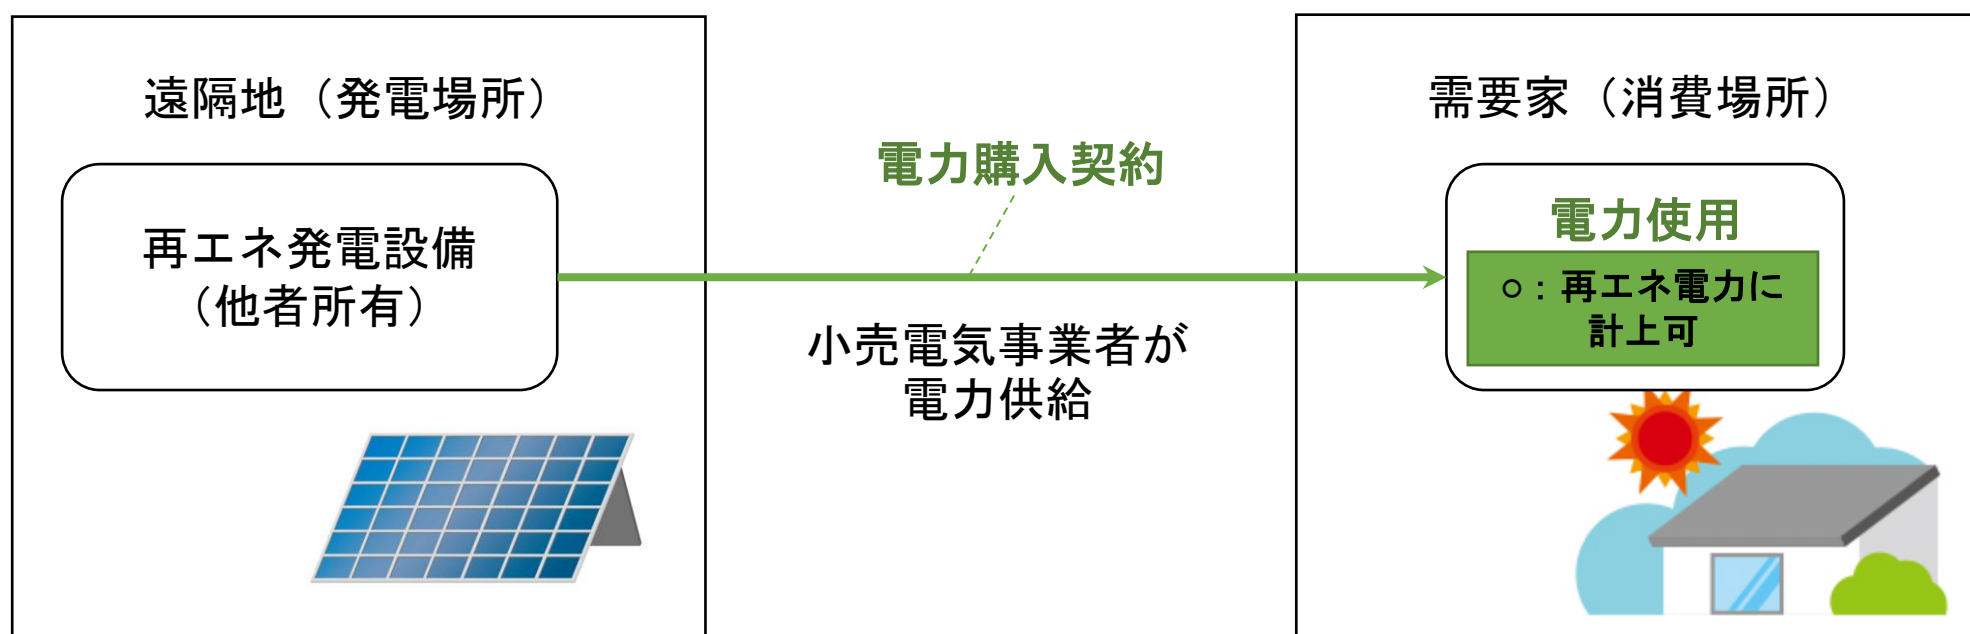 遠隔地（発電場所）
再エネ発電設備
（他者所有）
電力購入契約
小売電気事業者が
電力供給
需要家（消費場所）
電力使用
○：再エネ電力に
計上可